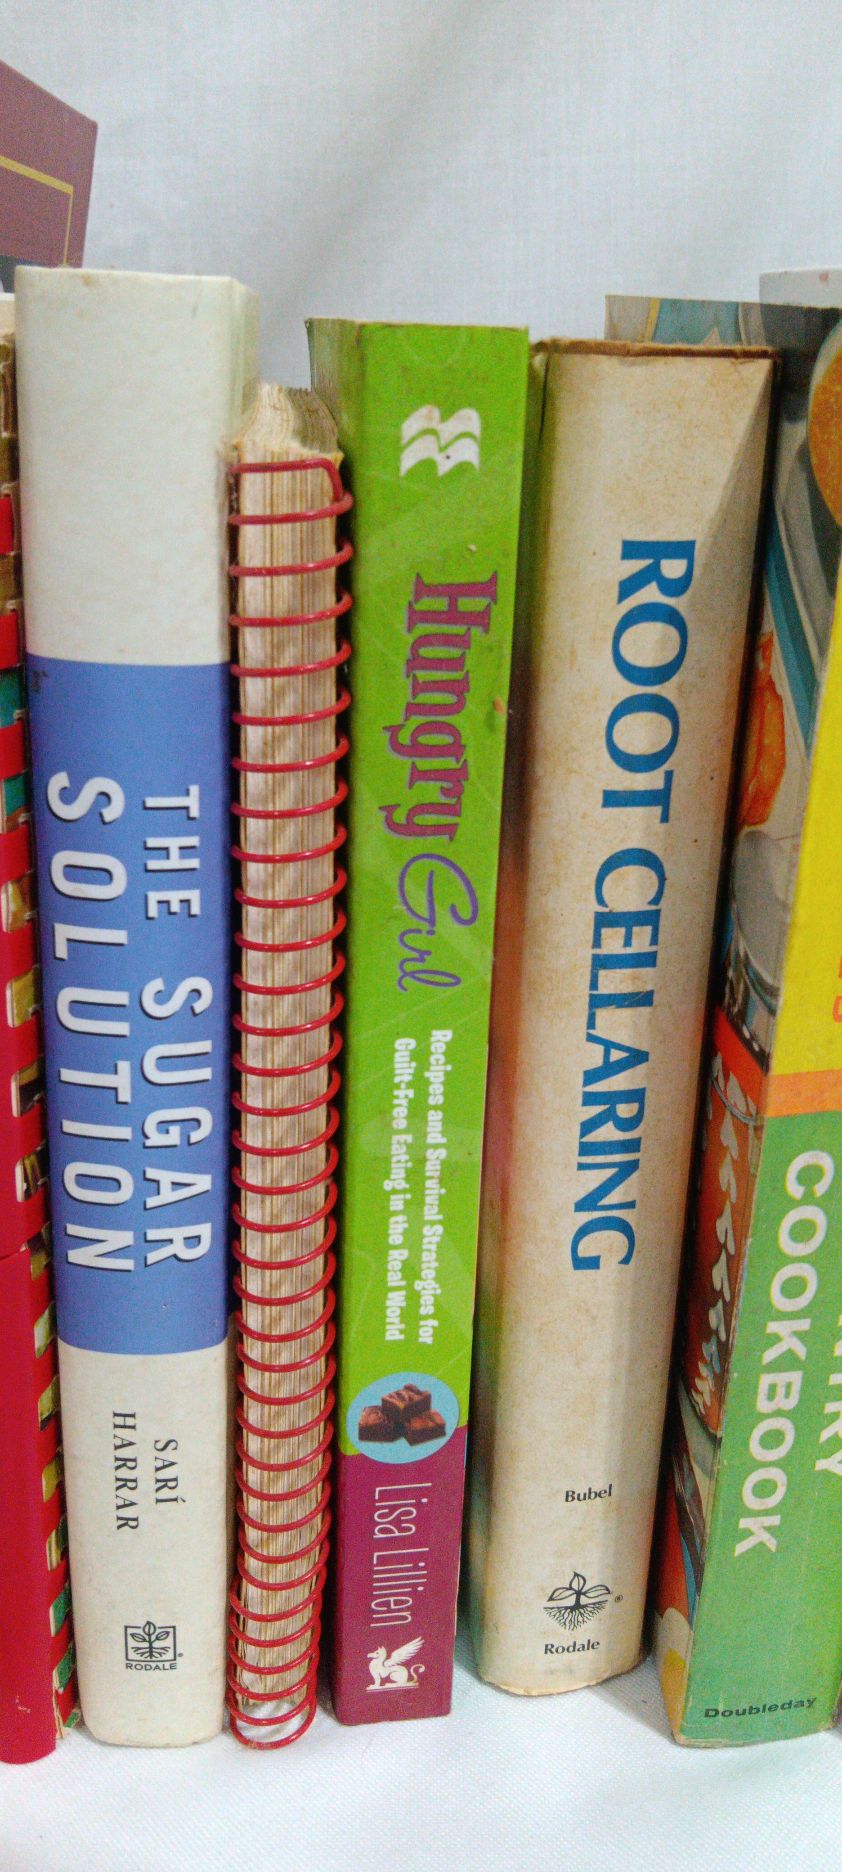 THE SUGAR
SOLUTION
SARÍ
HARRAR
RODALE
Hungry Girl
Recipes and Survival Strategies for
Guilt-Free Eating in the Real World
Lisa Lillien
ROOT CELLARING
Bubel
Rodale
COOKBOOK
Doubleday